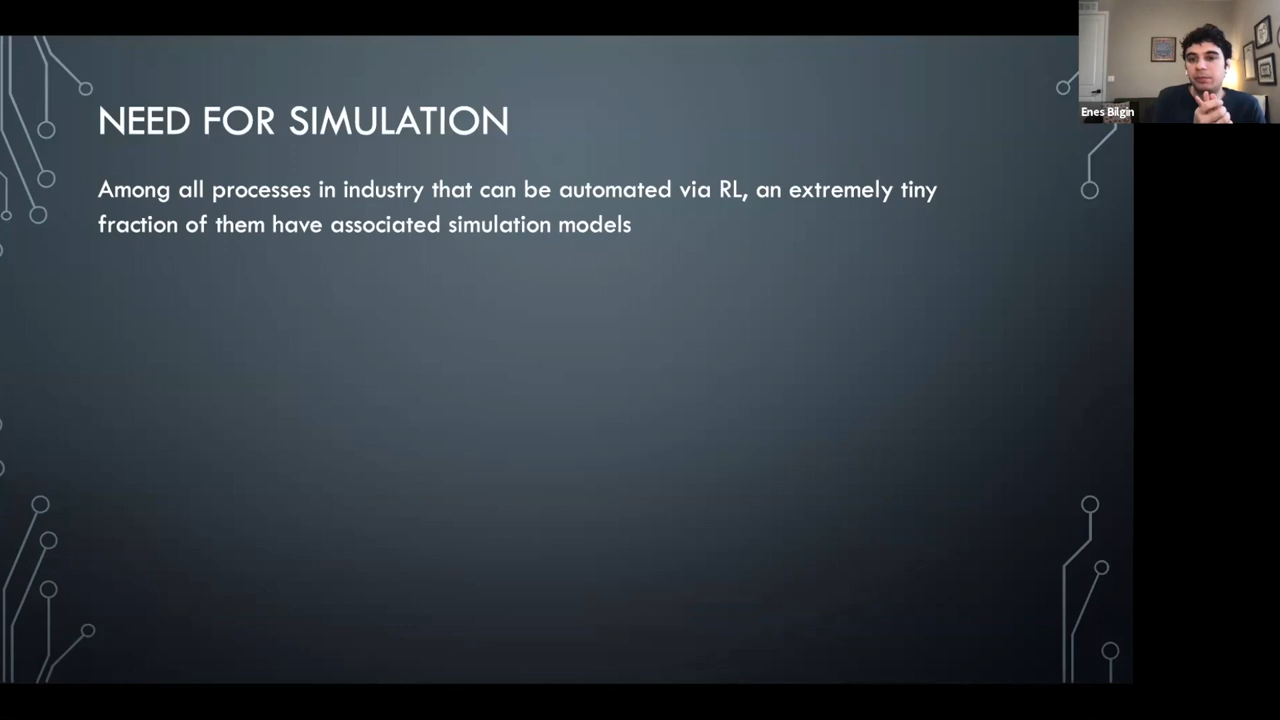 NEED FOR SIMULATION
Among all processes in industry that can be automated via RL, an extremely tiny
fraction of them have associated simulation models
Enes Bilgin